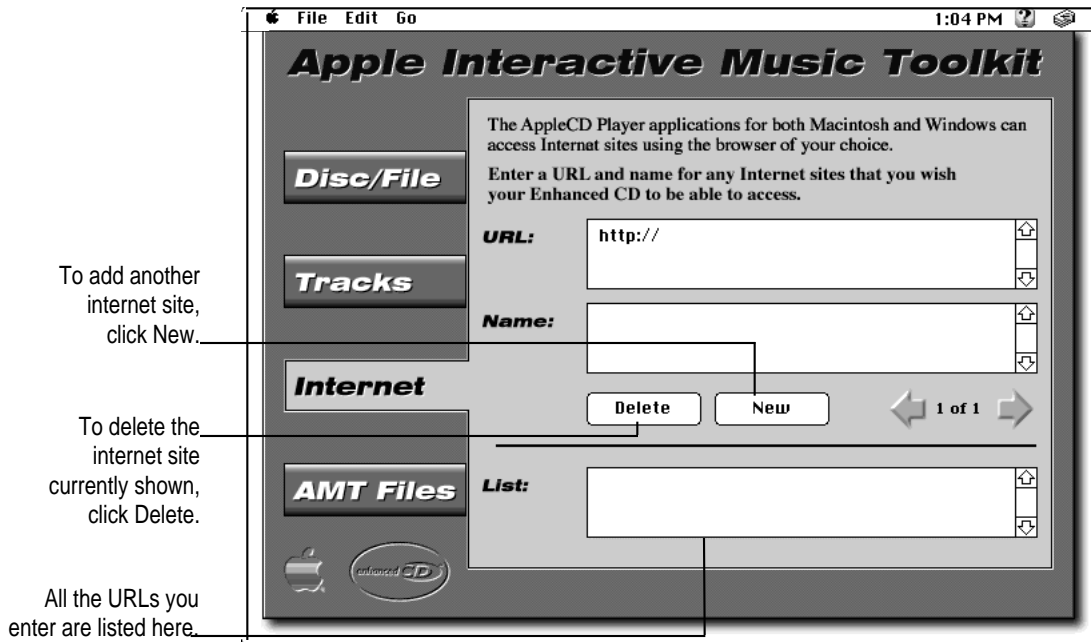 File Edit Go
1:04 PM
Apple Interactive Music Toolkit
The AppleCD Player applications for both Macintosh and Windows can
access Internet sites using the browser of your choice.
Enter a URL and name for any Internet sites that you wish
your Enhanced CD to be able to access.
Disc/File
Tracks
Internet
AMT Files
URL:
http://
Name:
Delete
New
1 of 1
List:
enhanced CD
To add another
internet site,
click New.
To delete the
internet site
currently shown,
click Delete.
All the URLs you
enter are listed here.